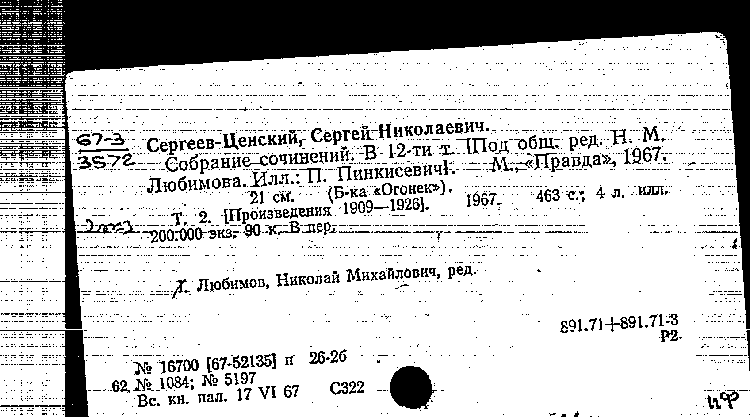 67-3
3572
Сергеев-Ценский, Сергей Николаевич.
Собрание сочинений. В 12-ти т. [Под общ. ред. Н. М.
Любимова. Илл.: П. Пинкисевич]. М., «Правда», 1967.
21 см. (Б-ка «Огонек»).
Т. 2. [Произведения 1909—1926]. 1967. 463 с.; 4 л. илл.
200.000 экз. 90 к. В пер.
I. Любимов, Николай Михайлович, ред.
891.71+891.71-3
Р2
№ 16700 [67-52135] п 26-2б
62. № 1084; № 5197
Вс. кн. пал. 17 VI 67 С322